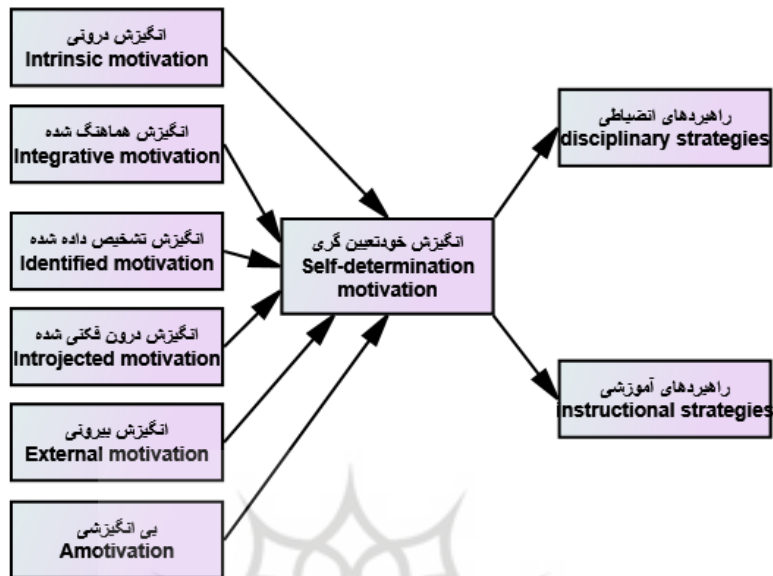 انگیزش درونی
Intrinsic motivation
انگیزش هماهنگ شده
Integrative motivation
انگیزش تشخیص داده شده
Identified motivation
انگیزش درون فکنی شده
Introjected motivation
انگیزش بیرونی
External motivation
بی انگیزشی
Amotivation
انگیزش خودتعیین گری
Self-determination
motivation
راهبردهای انضباطی
disciplinary strategies
راهبردهای آموزشی
instructional strategies